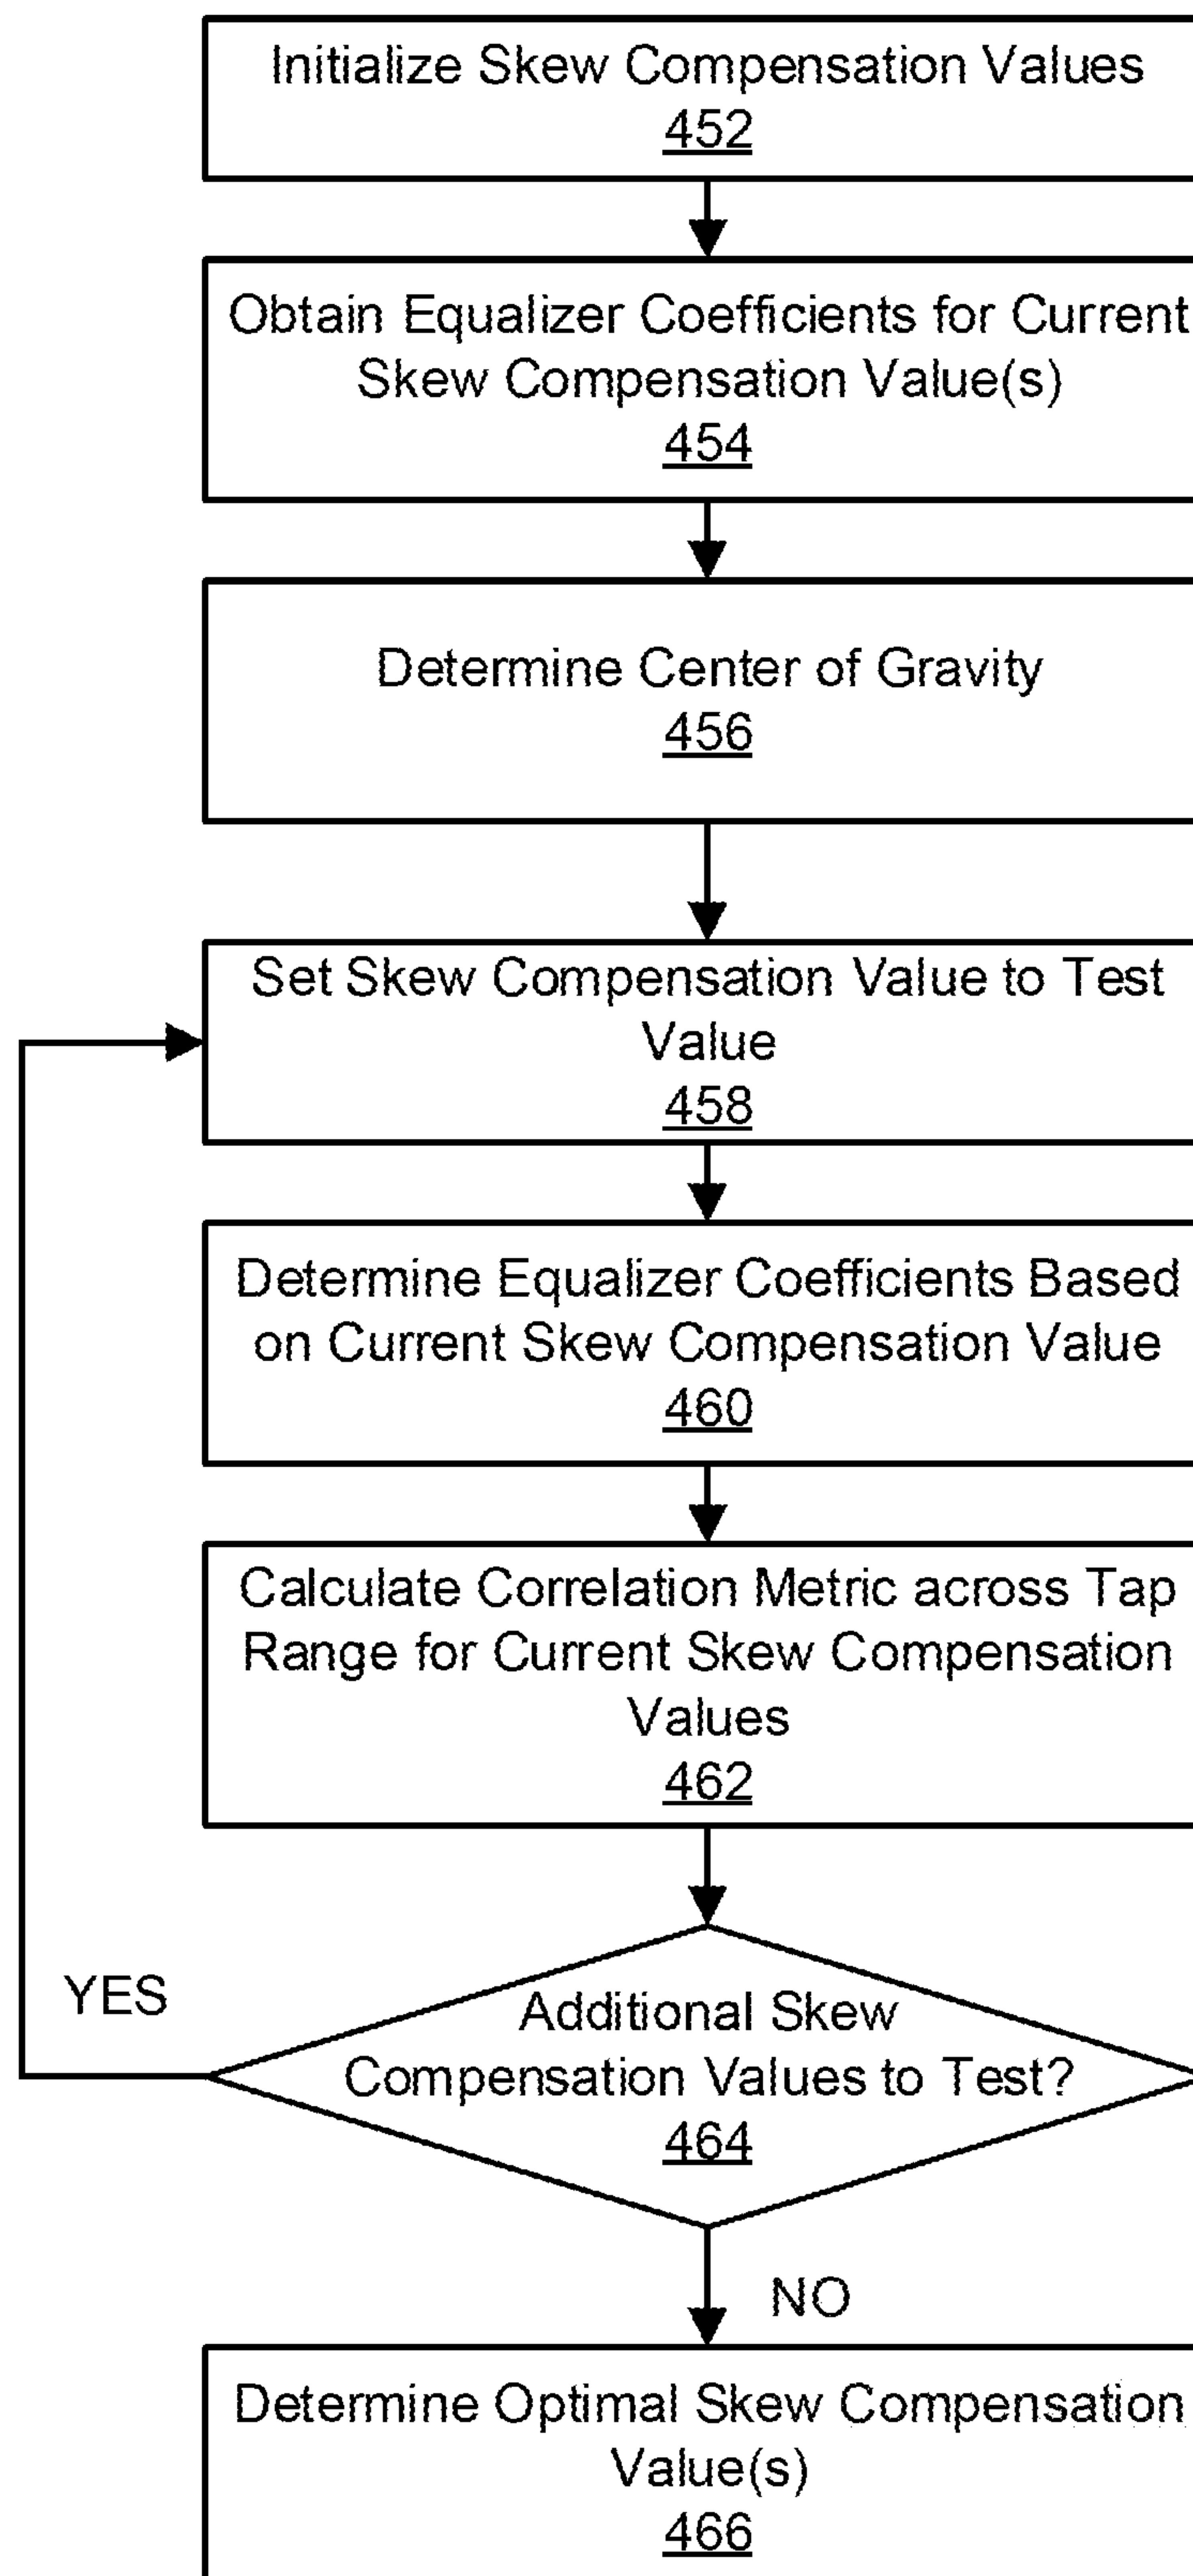 Initialize Skew Compensation Values
452
Obtain Equalizer Coefficients for Current
Skew Compensation Value(s)
454
Determine Center of Gravity
456
Set Skew Compensation Value to Test
Value
458
Determine Equalizer Coefficients Based
on Current Skew Compensation Value
460
Calculate Correlation Metric across Tap
Range for Current Skew Compensation
Values
462
YES
Additional Skew
Compensation Values to Test?
464
NO
Determine Optimal Skew Compensation
Value(s)
466